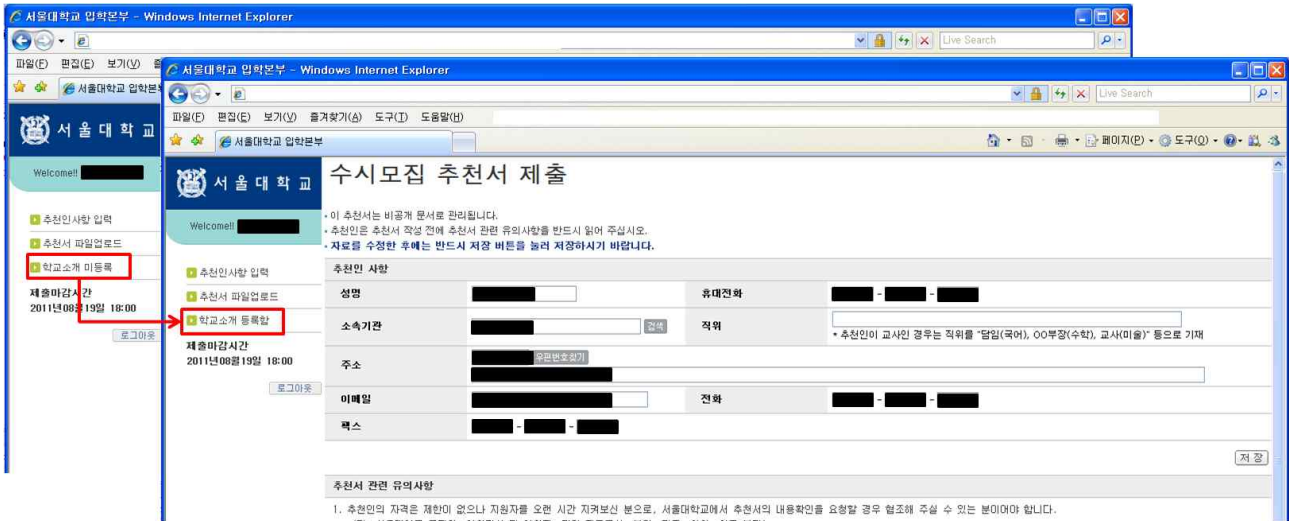 서울대학교 입학본부 - Windows Internet Explorer
Live Search
파일(F) 편집(E) 보기(V)
서울대학교 입학본
서울대학교
Welcome!!
추천인사항 입력
추천서 파일업로드
학교소개 미등록
제출마감시간
2011년08월19일 18:00
로그아웃
서울대학교 입학본부 - Windows Internet Explorer
Live Search
파일(F) 편집(E) 보기(V) 즐겨찾기(A) 도구(T) 도움말(H)
서울대학교 입학본부
페이지(P) 도구(O)
서울대학교
Welcome!!
추천인사항 입력
추천서 파일업로드
학교소개 등록함
제출마감시간
2011년08월19일 18:00
로그아웃
수시모집 추천서 제출
• 이 추천서는 비공개 문서로 관리됩니다.
• 추천인은 추천서 작성 전에 추천서 관련 유의사항을 반드시 읽어 주십시오.
• 자료를 수정한 후에는 반드시 저장 버튼을 눌러 저장하시기 바랍니다.
추천인 사항
성명
휴대전화 - -
소속기관 검색
직위
* 추천인이 교사인 경우는 직위를 "담임(국어), OO부장(수학), 교사(미술)" 등으로 기재
주소 우편번호찾기
이메일
전화 - -
팩스 - -
저장
추천서 관련 유의사항
1. 추천인의 자격은 제한이 없으나 지원자를 오랜 시간 지켜보신 분으로, 서울대학교에서 추천서의 내용확인을 요청할 경우 협조해 주실 수 있는 분이어야 합니다.